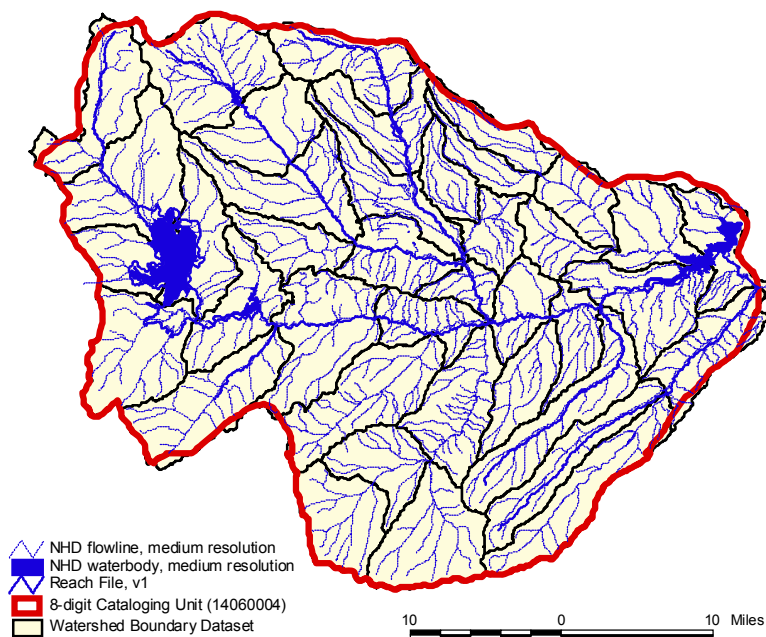 NHD flowline, medium resolution
NHD waterbody, medium resolution
Reach File, v1
8-digit Cataloging Unit (14060004)
Watershed Boundary Dataset
10 0 10 Miles